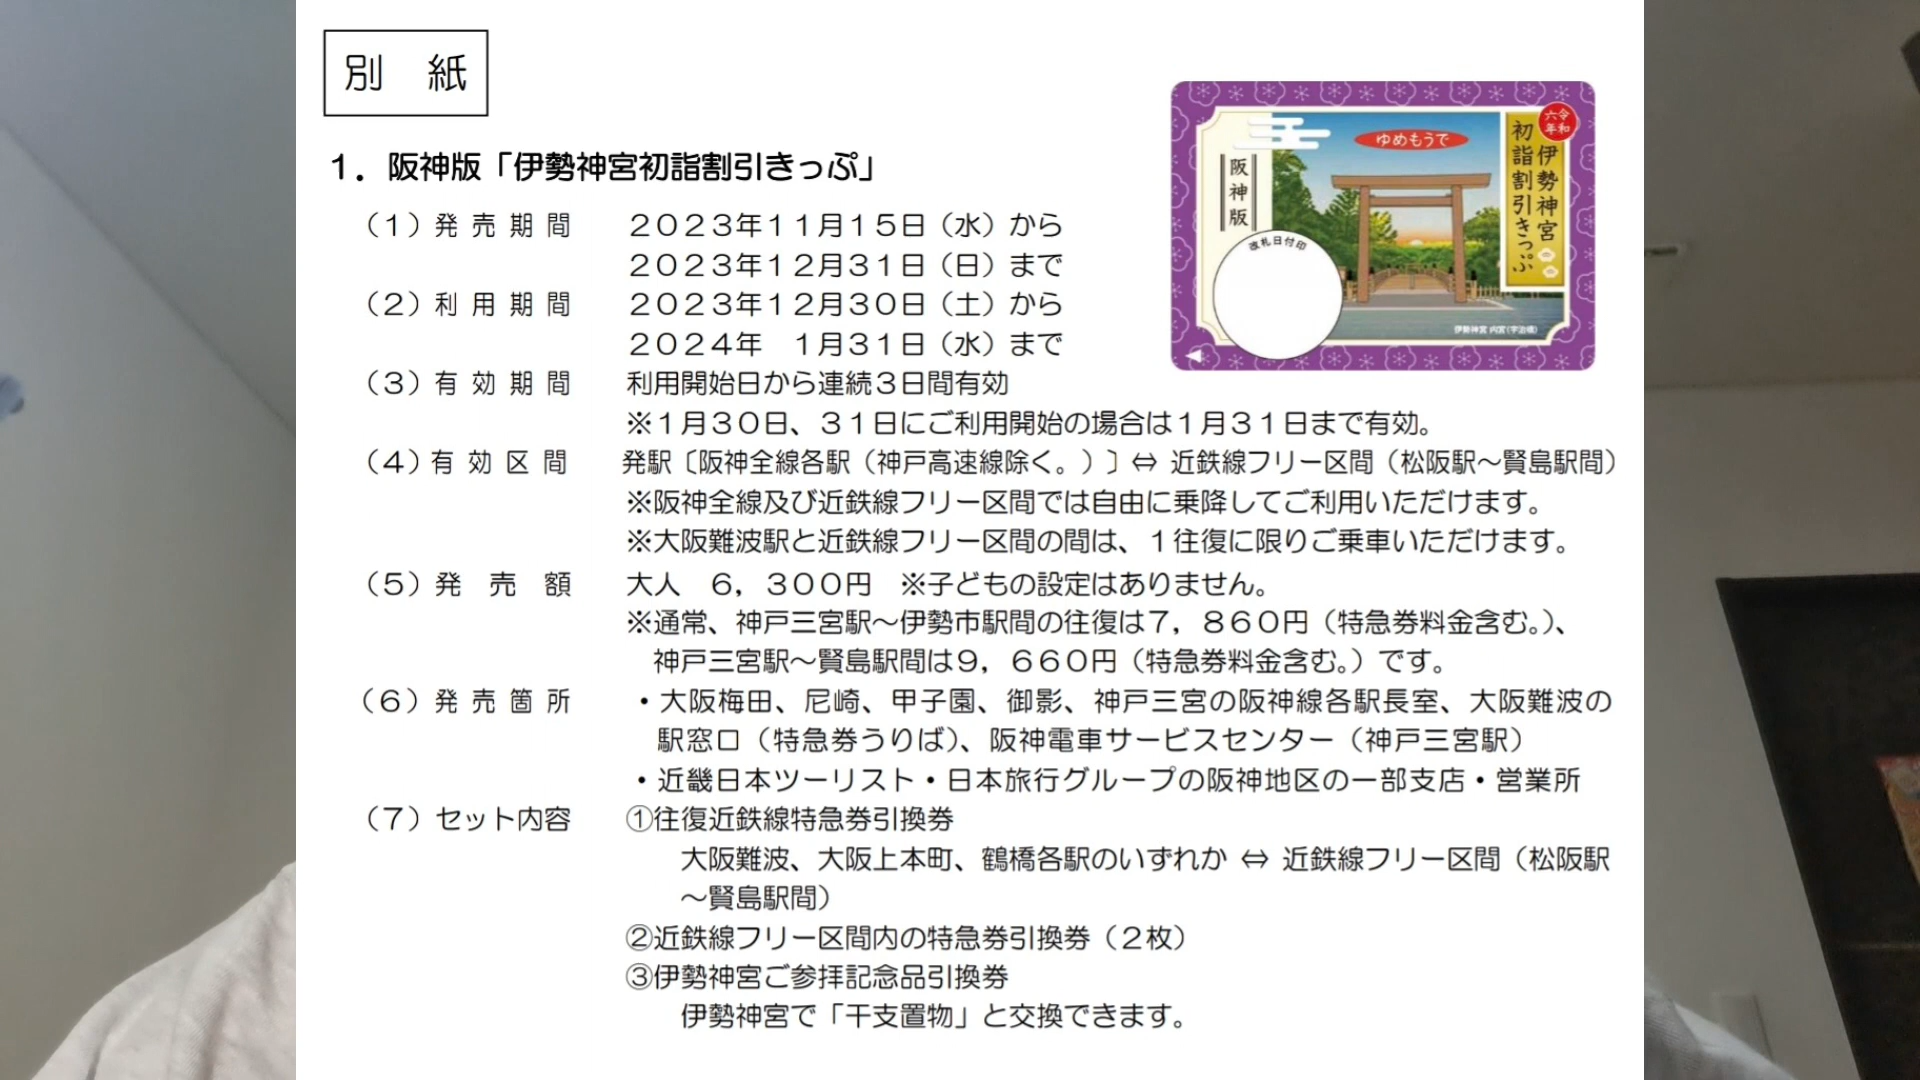 別　紙
１．阪神版「伊勢神宮初詣割引きっぷ」
（１）発売期間　２０２３年１１月１５日（水）から
２０２３年１２月３１日（日）まで
（２）利用期間　２０２３年１２月３０日（土）から
２０２４年　１月３１日（水）まで
（３）有効期間　利用開始日から連続３日間有効
※１月３０日、３１日にご利用開始の場合は１月３１日まで有効。
（４）有効区間　発駅〔阪神全線各駅（神戸高速線除く。）〕⇔ 近鉄線フリー区間（松阪駅～賢島駅間）
※阪神全線及び近鉄線フリー区間では自由に乗降してご利用いただけます。
※大阪難波駅と近鉄線フリー区間の間は、１往復に限りご乗車いただけます。
（５）発　売　額　大人　６，３００円　※子どもの設定はありません。
※通常、神戸三宮駅～伊勢市駅間の往復は７，８６０円（特急券料金含む。）、
神戸三宮駅～賢島駅間は９，６６０円（特急券料金含む。）です。
（６）発売箇所　・大阪梅田、尼崎、甲子園、御影、神戸三宮の阪神線各駅長室、大阪難波の
駅窓口（特急券うりば）、阪神電車サービスセンター（神戸三宮駅）
・近畿日本ツーリスト・日本旅行グループの阪神地区の一部支店・営業所
（７）セット内容　①往復近鉄線特急券引換券
大阪難波、大阪上本町、鶴橋各駅のいずれか ⇔ 近鉄線フリー区間（松阪駅
～賢島駅間）
②近鉄線フリー区間内の特急券引換券（２枚）
③伊勢神宮ご参拝記念品引換券
伊勢神宮で「干支置物」と交換できます。
令和
六年
伊勢神宮
初詣割引きっぷ
ゆめもうで
阪神版
改札日付印
伊勢神宮 内宮（宇治橋）